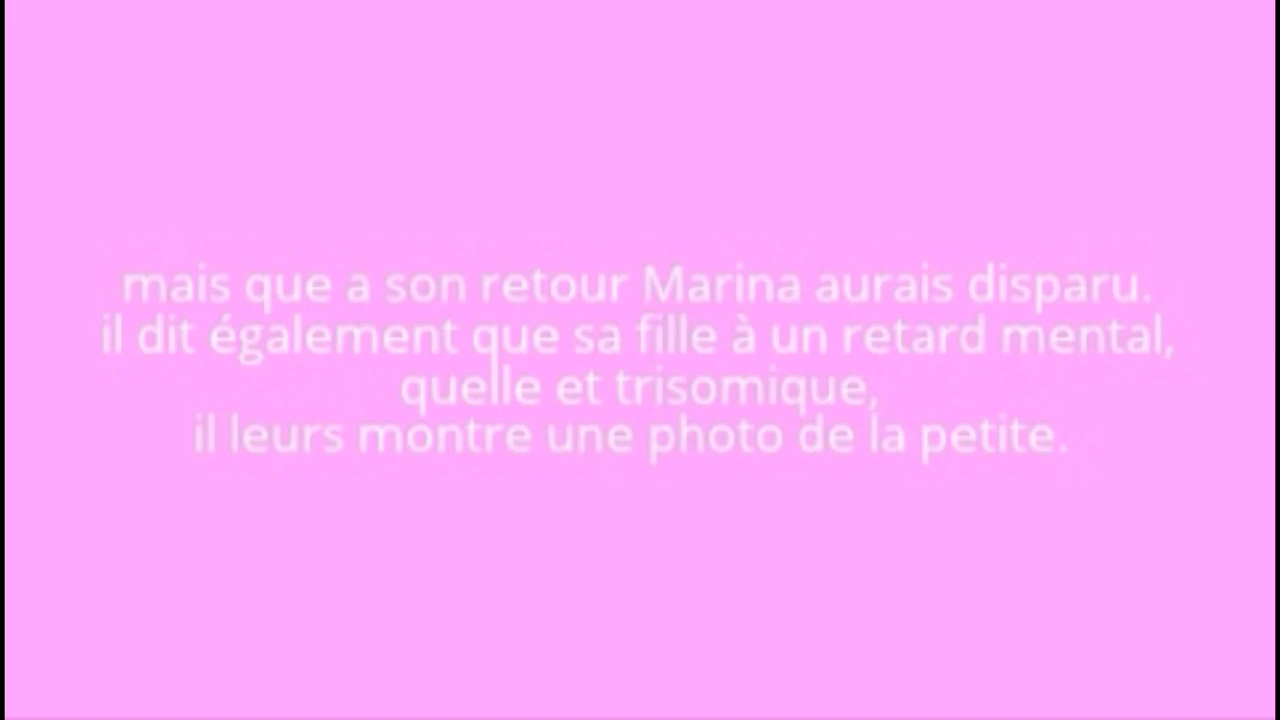 mais que a son retour Marina aurais disparu.
il dit également que sa fille à un retard mental,
quelle et trisomique,
il leurs montre une photo de la petite.